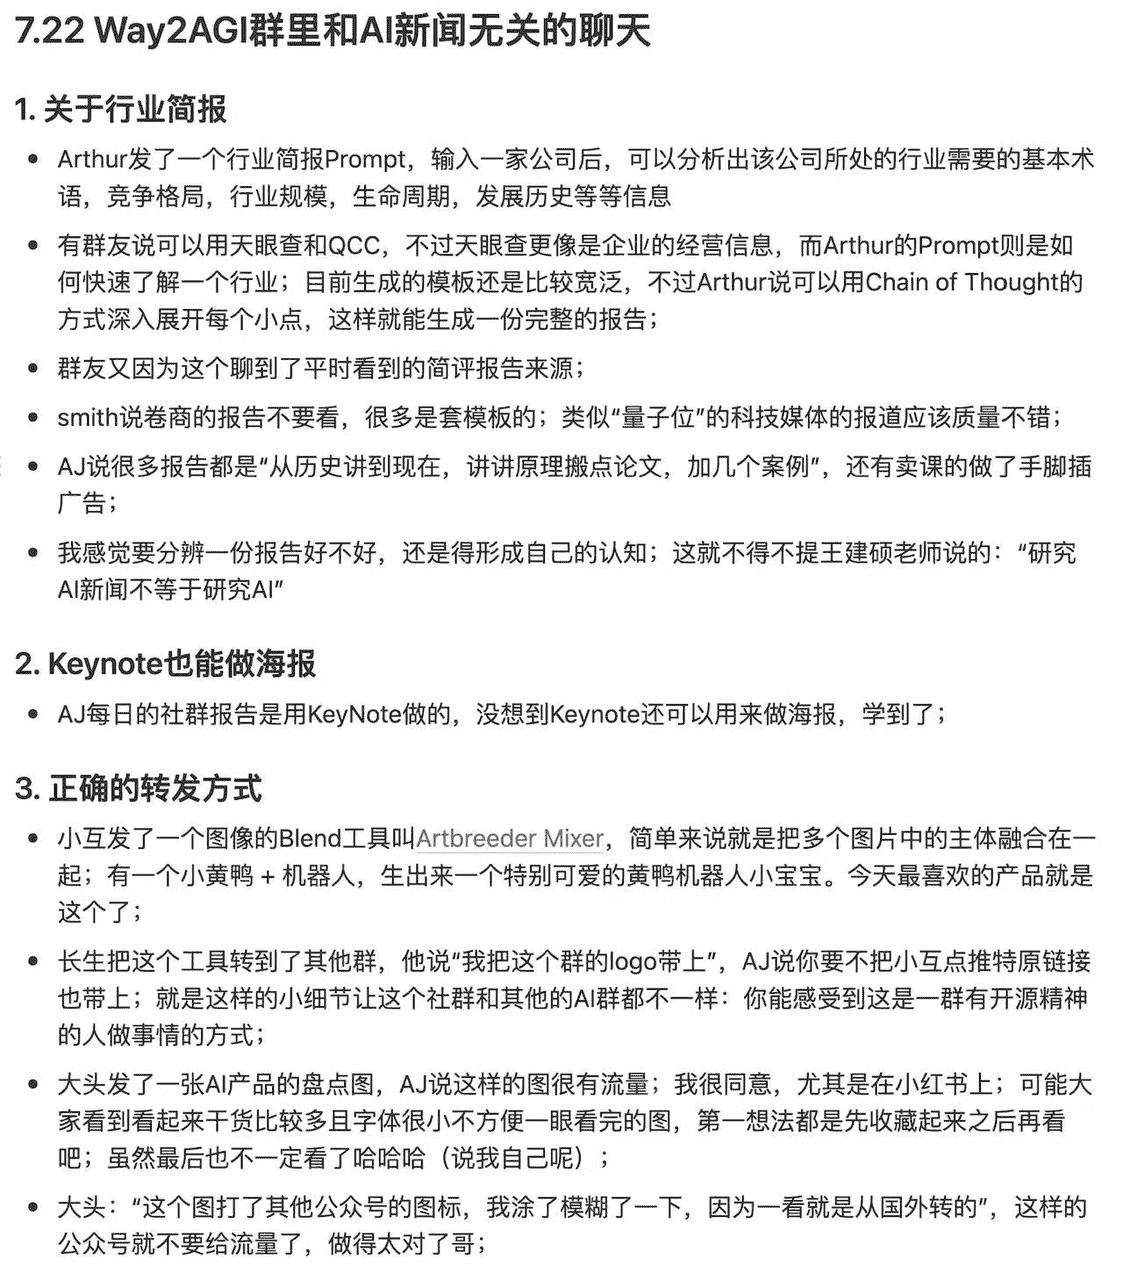 7.22 Way2AGI群里和AI新闻无关的聊天
1. 关于行业简报
• Arthur发了一个行业简报Prompt，输入一家公司后，可以分析出该公司所处的行业需要的基本术
语，竞争格局，行业规模，生命周期，发展历史等等信息
• 有群友说可以用天眼查和QCC，不过天眼查更像是企业的经营信息，而Arthur的Prompt则是如
何快速了解一个行业；目前生成的模板还是比较宽泛，不过Arthur说可以用Chain of Thought的
方式深入展开每个小点，这样就能生成一份完整的报告；
• 群友又因为这个聊到了平时看到的简评报告来源；
• smith说卷商的报告不要看，很多是套模板的；类似“量子位”的科技媒体的报道应该质量不错；
• AJ说很多报告都是“从历史讲到现在，讲讲原理搬点论文，加几个案例”，还有卖课的做了手脚插
广告；
• 我感觉要分辨一份报告好不好，还是得形成自己的认知；这就不得不提王建硕老师说的：“研究
AI新闻不等于研究AI”
2. Keynote也能做海报
• AJ每日的社群报告是用KeyNote做的，没想到Keynote还可以用来做海报，学到了；
3. 正确的转发方式
• 小互发了一个图像的Blend工具叫Artbreeder Mixer，简单来说就是把多个图片中的主体融合在一
起；有一个小黄鸭 + 机器人，生出来一个特别可爱的黄鸭机器人小宝宝。今天最喜欢的产品就是
这个了；
• 长生把这个工具转到了其他群，他说“我把这个群的logo带上”，AJ说你要不把小互点推特原链接
也带上；就是这样的小细节让这个社群和其他的AI群都不一样：你能感受到这是一群有开源精神
的人做事情的方式；
• 大头发了一张AI产品的盘点图，AJ说这样的图很有流量；我很同意，尤其是在小红书上；可能大
家看到看起来干货比较多且字体很小不方便一眼看完的图，第一想法都是先收藏起来之后再看
吧；虽然最后也不一定看了哈哈哈（说我自己呢）；
• 大头：“这个图打了其他公众号的图标，我涂了模糊了一下，因为一看就是从国外转的”，这样的
公众号就不要给流量了，做得太对了哥；